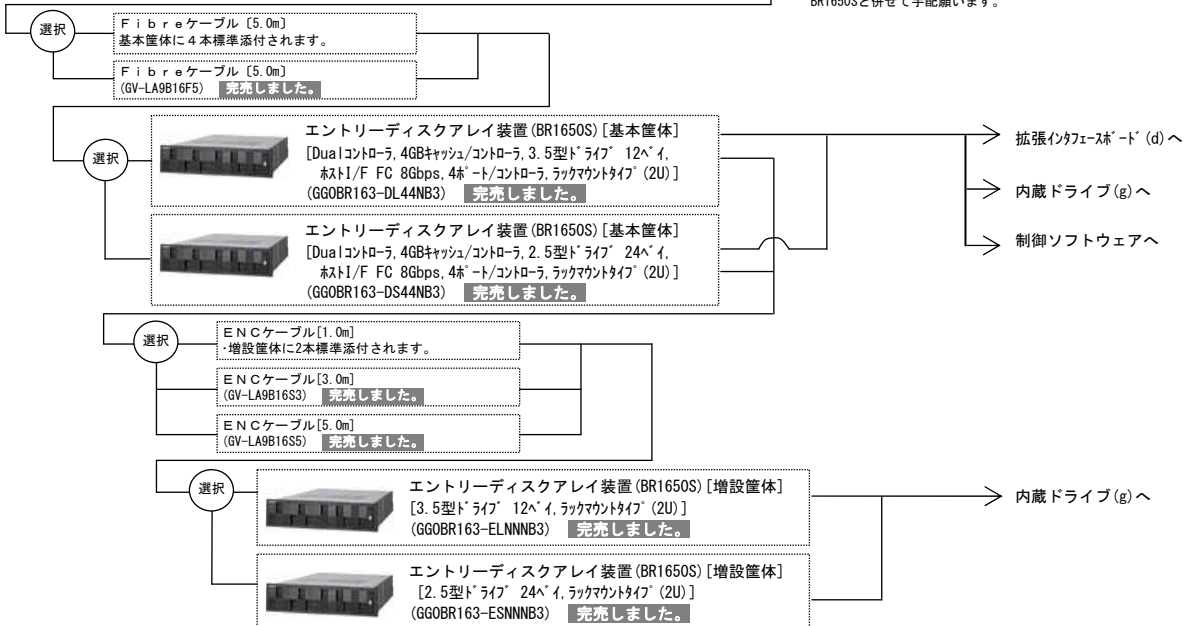 BR1650Sと併せて手配願います。
選択
Ｆｉｂｒｅケーブル〔5.0m〕
基本筐体に４本標準添付されます。
Ｆｉｂｒｅケーブル〔5.0m〕
(GV-LA9B16F5) 完売しました。
選択
エントリーディスクアレイ装置(BR1650S)[基本筐体]
[Dualｺﾝﾄﾛｰﾗ,4GBｷｬｯｼｭ/ｺﾝﾄﾛｰﾗ,3.5型ﾄﾞﾗｲﾌﾞ 12ﾍﾞｲ,
ﾎｽﾄI/F FC 8Gbps,4ﾎﾟｰﾄ/ｺﾝﾄﾛｰﾗ,ﾗｯｸﾏｳﾝﾄﾀｲﾌﾟ(2U)]
(GG0BR163-DL44NB3) 完売しました。
エントリーディスクアレイ装置(BR1650S)[基本筐体]
[Dualｺﾝﾄﾛｰﾗ,4GBｷｬｯｼｭ/ｺﾝﾄﾛｰﾗ,2.5型ﾄﾞﾗｲﾌﾞ 24ﾍﾞｲ,
ﾎｽﾄI/F FC 8Gbps,4ﾎﾟｰﾄ/ｺﾝﾄﾛｰﾗ,ﾗｯｸﾏｳﾝﾄﾀｲﾌﾟ(2U)]
(GG0BR163-DS44NB3) 完売しました。
拡張ｲﾝﾀﾌｪｰｽﾎﾞｰﾄﾞ(d)へ
内蔵ドライブ(g)へ
制御ソフトウェアへ
選択
ＥＮＣケーブル[1.0m]
･増設筐体に2本標準添付されます。
ＥＮＣケーブル[3.0m]
(GV-LA9B16S3) 完売しました。
ＥＮＣケーブル[5.0m]
(GV-LA9B16S5) 完売しました。
選択
エントリーディスクアレイ装置(BR1650S)[増設筐体]
[3.5型ﾄﾞﾗｲﾌﾞ 12ﾍﾞｲ,ﾗｯｸﾏｳﾝﾄﾀｲﾌﾟ(2U)]
(GG0BR163-ELNNNB3) 完売しました。
エントリーディスクアレイ装置(BR1650S)[増設筐体]
[2.5型ﾄﾞﾗｲﾌﾞ 24ﾍﾞｲ,ﾗｯｸﾏｳﾝﾄﾀｲﾌﾟ(2U)]
(GG0BR163-ESNNNB3) 完売しました。
内蔵ドライブ(g)へ